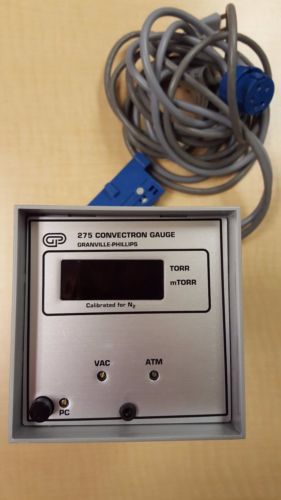 GP
275 CONVECTRON GAUGE
GRANVILLE-PHILLIPS
TORR
mTORR
Calibrated for N₂
VAC ATM
PC